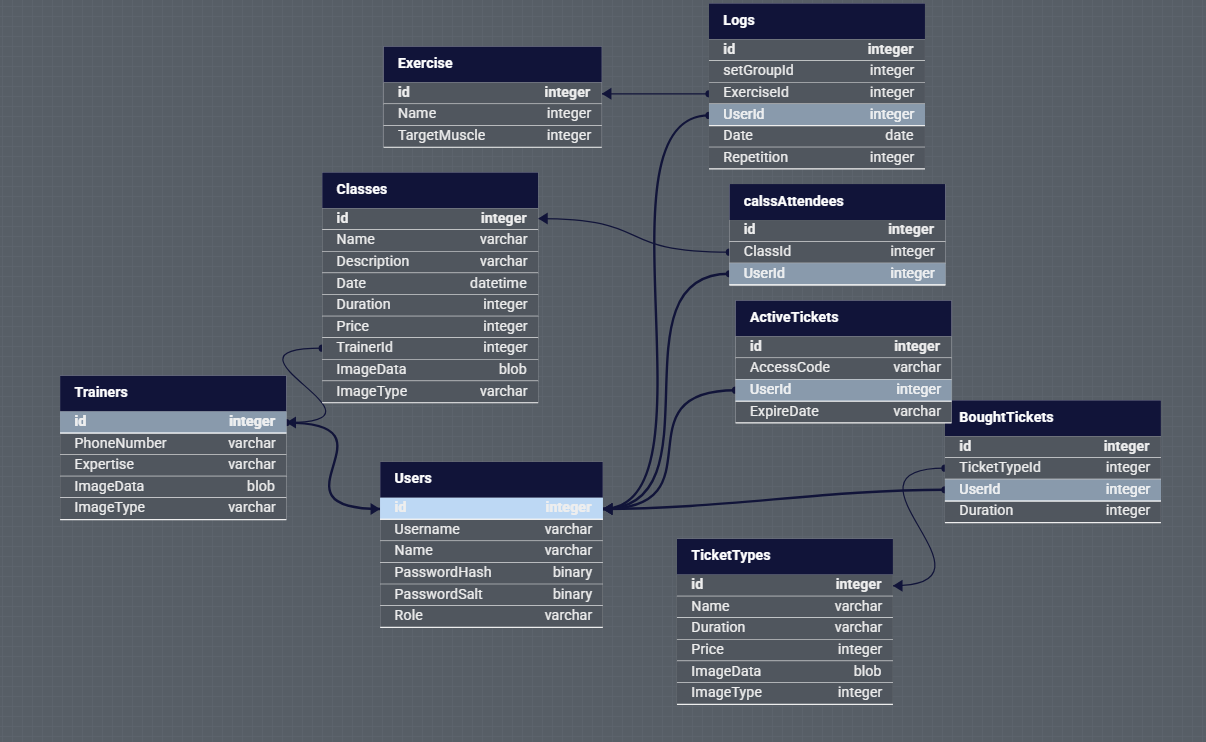 Logs
id integer
setGroupId integer
ExerciseId integer
UserId integer
Date date
Repetition integer
Exercise
id integer
Name integer
TargetMuscle integer
Classes
id integer
Name varchar
Description varchar
Date datetime
Duration integer
Price integer
TrainerId integer
ImageData blob
ImageType varchar
calssAttendees
id integer
ClassId integer
UserId integer
ActiveTickets
id integer
AccessCode varchar
UserId integer
ExpireDate varchar
Trainers
id integer
PhoneNumber varchar
Expertise varchar
ImageData blob
ImageType varchar
BoughtTickets
id integer
TicketTypeId integer
UserId integer
Duration integer
Users
id integer
Username varchar
Name varchar
PasswordHash binary
PasswordSalt binary
Role varchar
TicketTypes
id integer
Name varchar
Duration varchar
Price integer
ImageData blob
ImageType integer